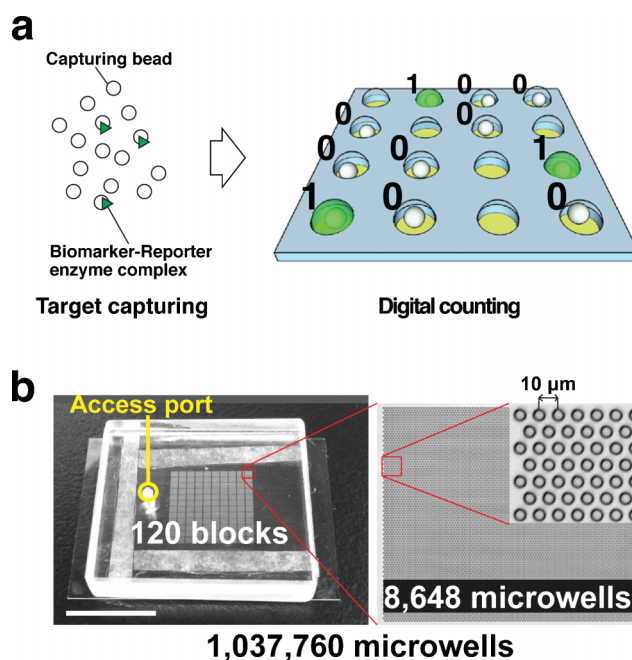 a
Capturing bead
Biomarker-Reporter
enzyme complex
Target capturing
1 0 0
0 0
0 0 1
1 0 0
Digital counting
b
Access port
120 blocks
10 µm
8,648 microwells
1,037,760 microwells